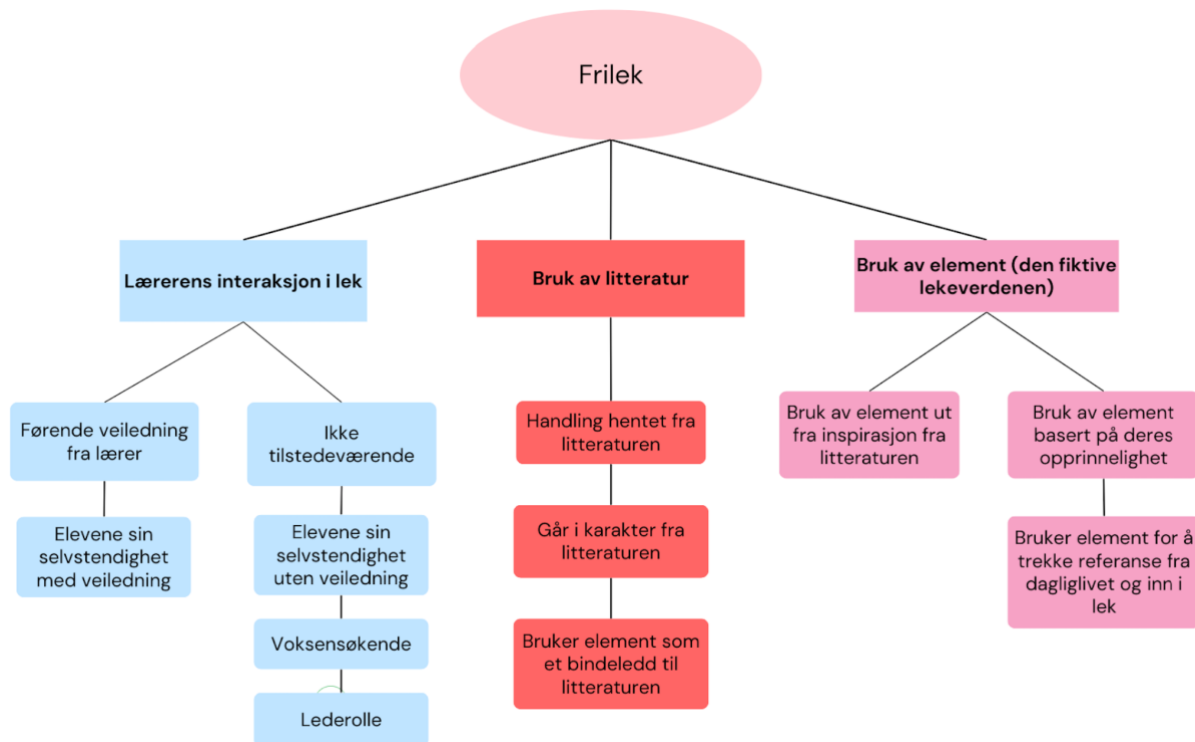 Frilek
Lærerens interaksjon i lek
Bruk av litteratur
Bruk av element (den fiktive
lekeverdenen)
Førende veiledning
fra lærer
Elevene sin
selvstendighet
med veiledning
Ikke
tilstedeværende
Elevene sin
selvstendighet
uten veiledning
Voksensøkende
Lederolle
Handling hentet fra
litteraturen
Går i karakter fra
litteraturen
Bruker element som
et bindeledd til
litteraturen
Bruk av element ut
fra inspirasjon fra
litteraturen
Bruk av element
basert på deres
opprinnelighet
Bruker element for å
trekke referanse fra
dagliglivet og inn i
lek